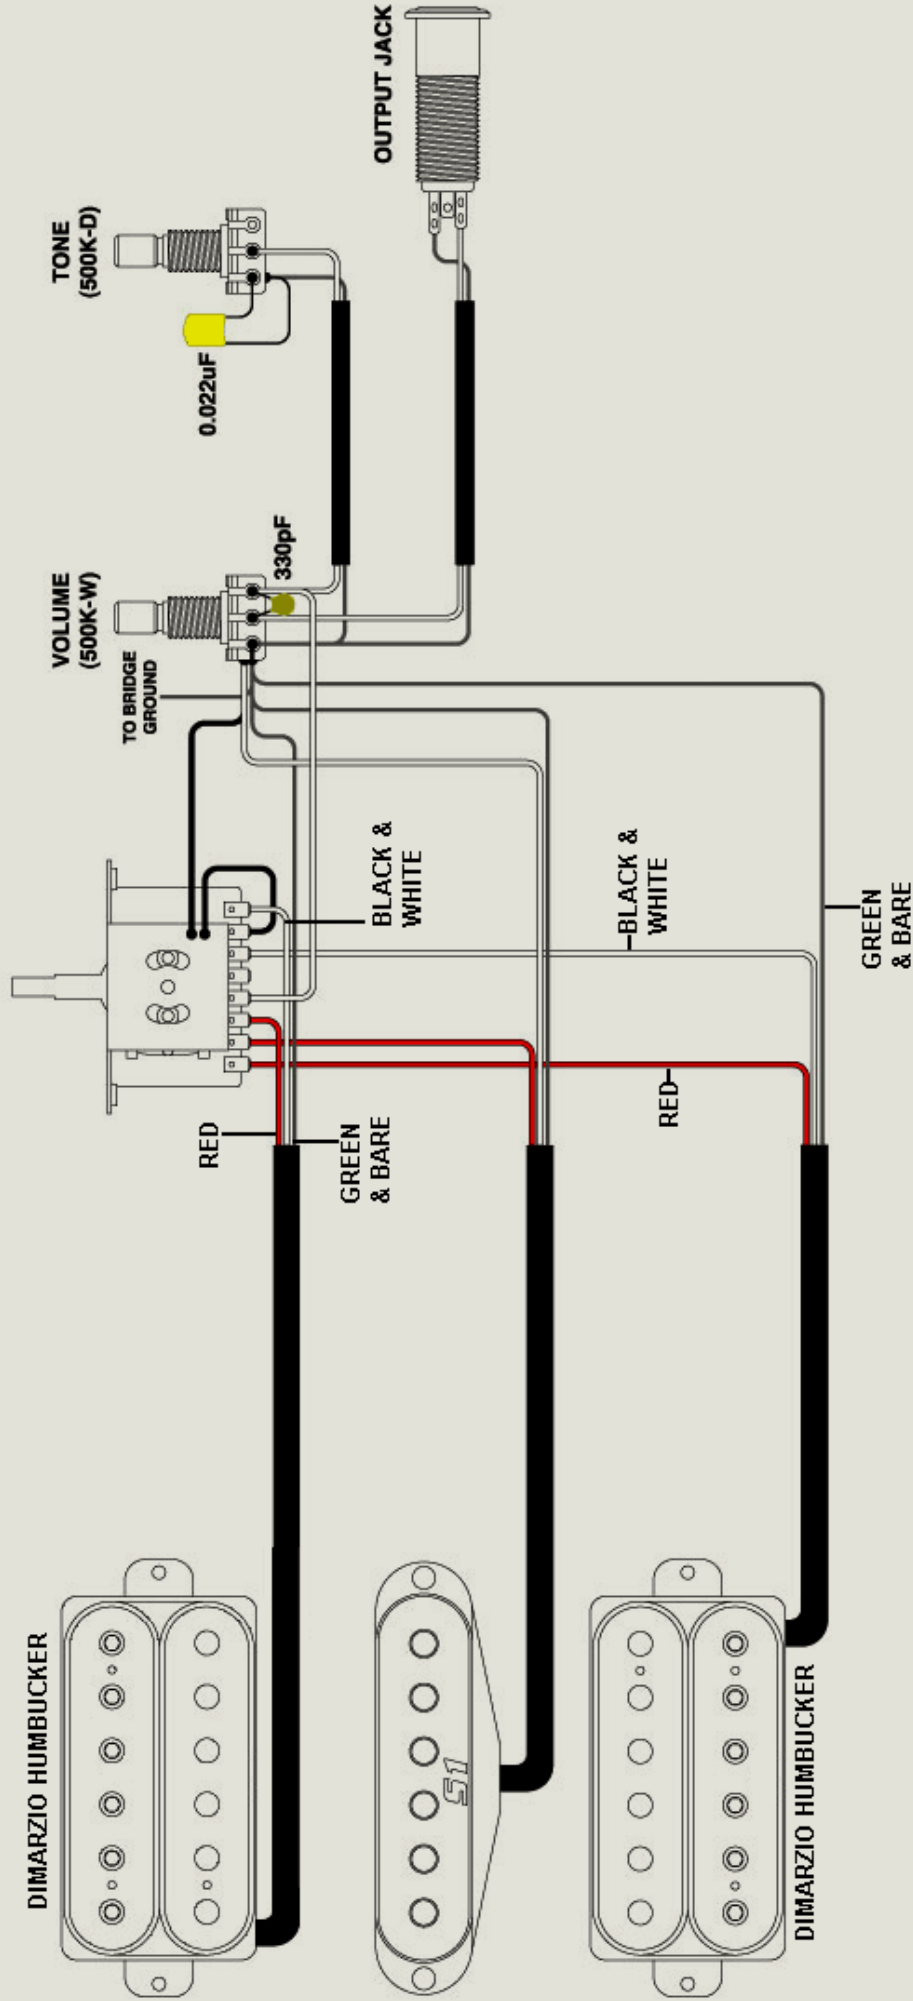 DIMARZIO HUMBUCKER
S1
DIMARZIO HUMBUCKER
RED
GREEN
& BARE
BLACK &
WHITE
RED
BLACK &
WHITE
GREEN
& BARE
TO BRIDGE
GROUND
VOLUME
(500K-W)
330pF
0.022uF
TONE
(500K-D)
OUTPUT JACK